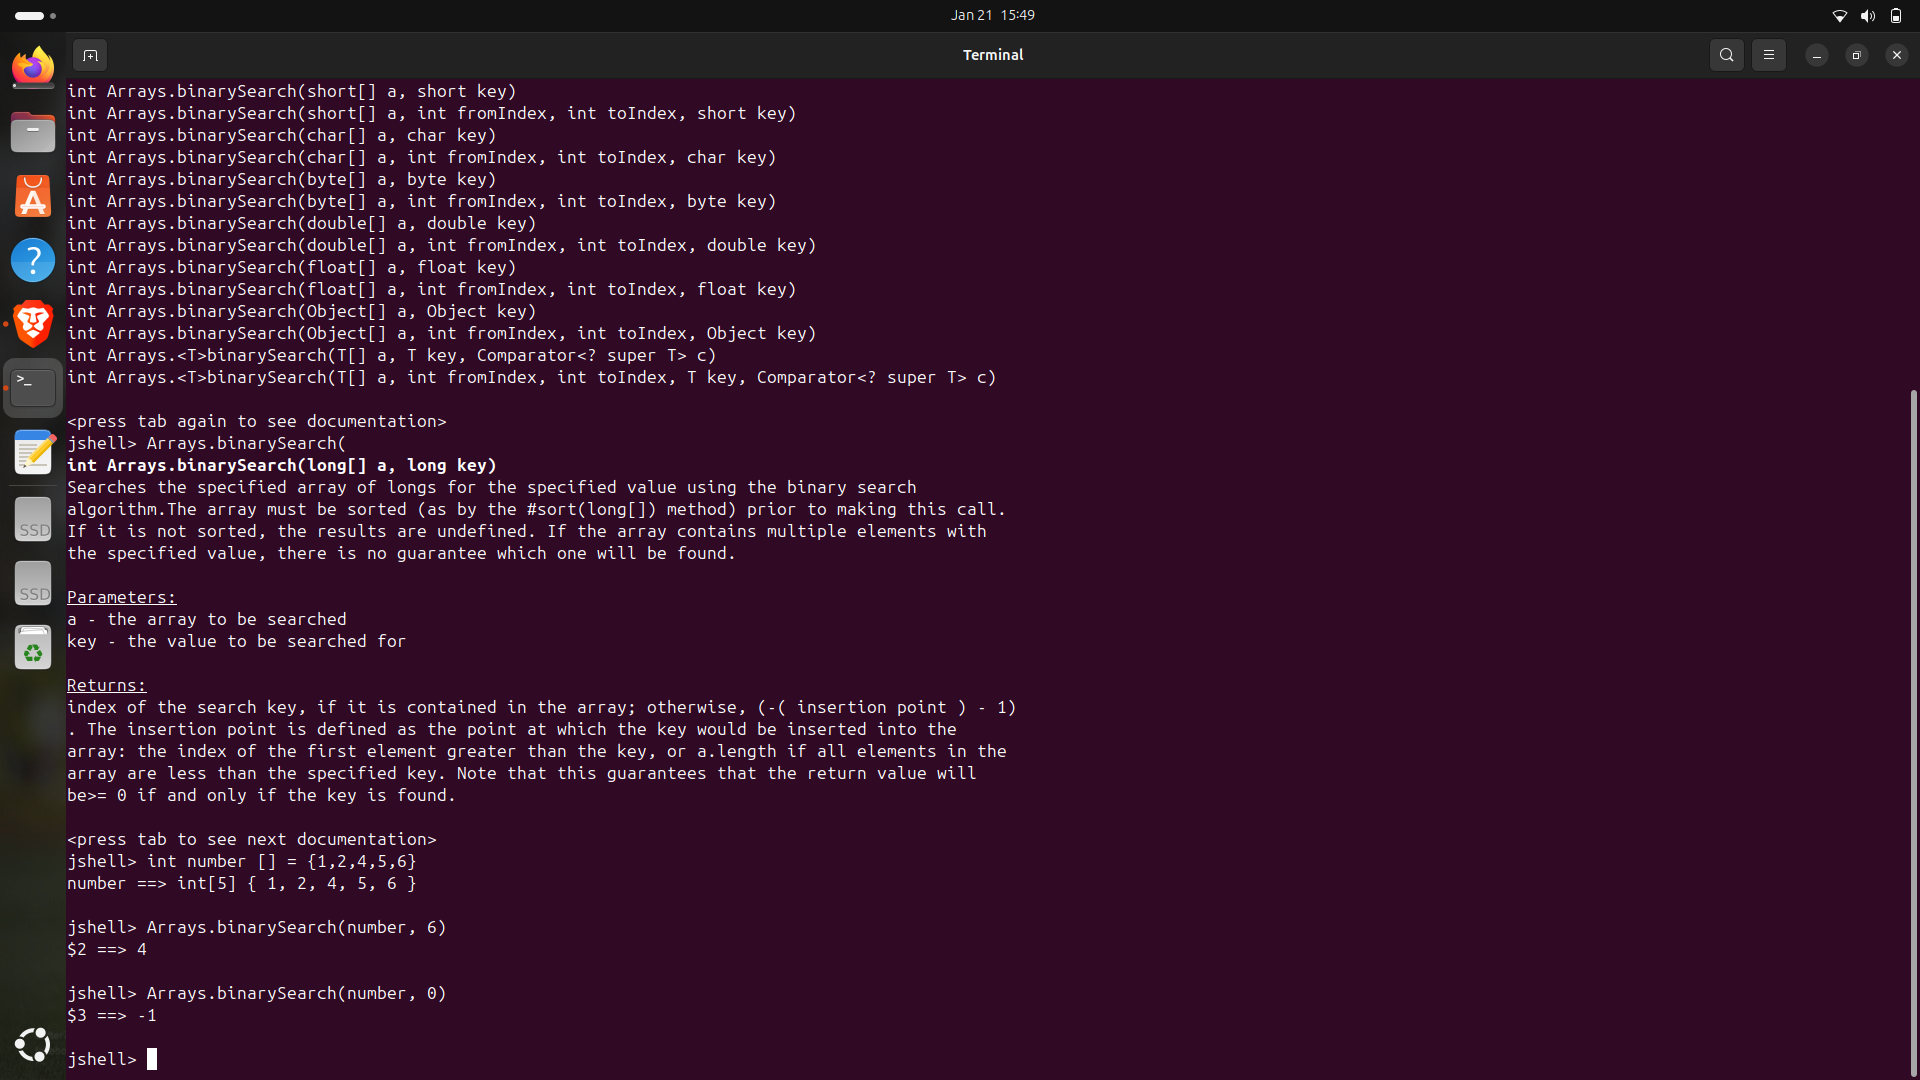 Jan 21 15:49
Terminal
int Arrays.binarySearch(short[] a, short key)
int Arrays.binarySearch(short[] a, int fromIndex, int toIndex, short key)
int Arrays.binarySearch(char[] a, char key)
int Arrays.binarySearch(char[] a, int fromIndex, int toIndex, char key)
int Arrays.binarySearch(byte[] a, byte key)
int Arrays.binarySearch(byte[] a, int fromIndex, int toIndex, byte key)
int Arrays.binarySearch(double[] a, double key)
int Arrays.binarySearch(double[] a, int fromIndex, int toIndex, double key)
int Arrays.binarySearch(float[] a, float key)
int Arrays.binarySearch(float[] a, int fromIndex, int toIndex, float key)
int Arrays.binarySearch(Object[] a, Object key)
int Arrays.binarySearch(Object[] a, int fromIndex, int toIndex, Object key)
int Arrays.<T>binarySearch(T[] a, T key, Comparator<? super T> c)
int Arrays.<T>binarySearch(T[] a, int fromIndex, int toIndex, T key, Comparator<? super T> c)
<press tab again to see documentation>
jshell> Arrays.binarySearch(
int Arrays.binarySearch(long[] a, long key)
Searches the specified array of longs for the specified value using the binary search
algorithm.The array must be sorted (as by the #sort(long[]) method) prior to making this call.
If it is not sorted, the results are undefined. If the array contains multiple elements with
the specified value, there is no guarantee which one will be found.
Parameters:
a - the array to be searched
key - the value to be searched for
Returns:
index of the search key, if it is contained in the array; otherwise, (-( insertion point ) - 1)
. The insertion point is defined as the point at which the key would be inserted into the
array: the index of the first element greater than the key, or a.length if all elements in the
array are less than the specified key. Note that this guarantees that the return value will
be>= 0 if and only if the key is found.
<press tab to see next documentation>
jshell> int number [] = {1,2,4,5,6}
number ==> int[5] { 1, 2, 4, 5, 6 }
jshell> Arrays.binarySearch(number, 6)
$2 ==> 4
jshell> Arrays.binarySearch(number, 0)
$3 ==> -1
jshell>
SSD
SSD